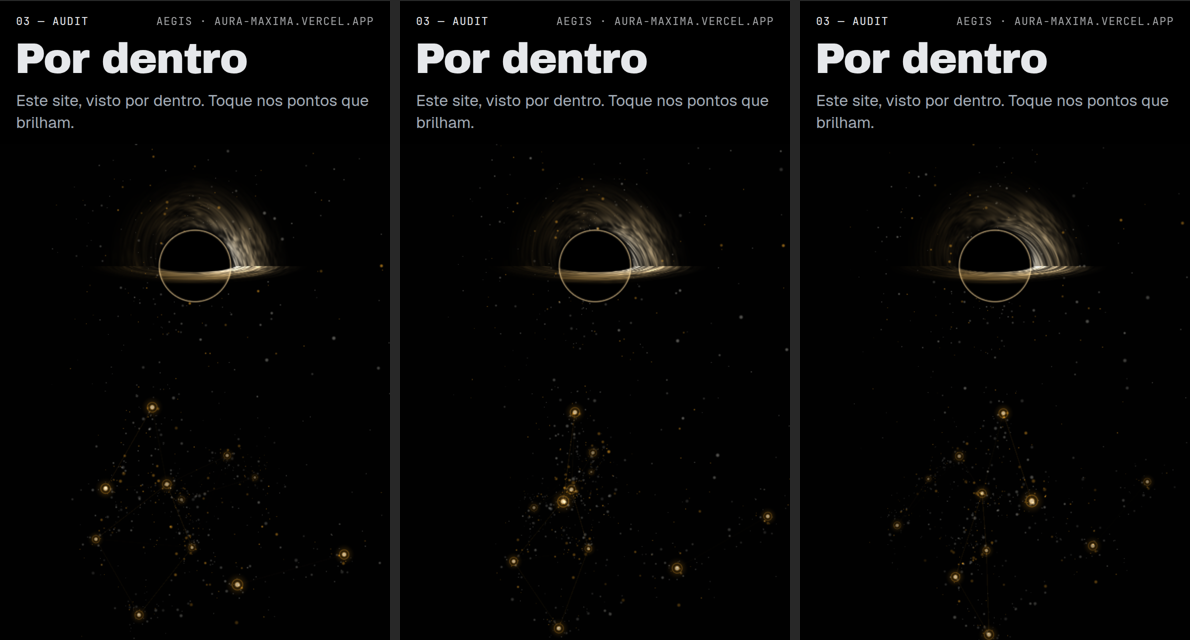 03 — AUDIT
AEGIS · AURA-MAXIMA.VERCEL.APP
Por dentro
Este site, visto por dentro. Toque nos pontos que
brilham.
03 — AUDIT
AEGIS · AURA-MAXIMA.VERCEL.APP
Por dentro
Este site, visto por dentro. Toque nos pontos que
brilham.
03 — AUDIT
AEGIS · AURA-MAXIMA.VERCEL.APP
Por dentro
Este site, visto por dentro. Toque nos pontos que
brilham.